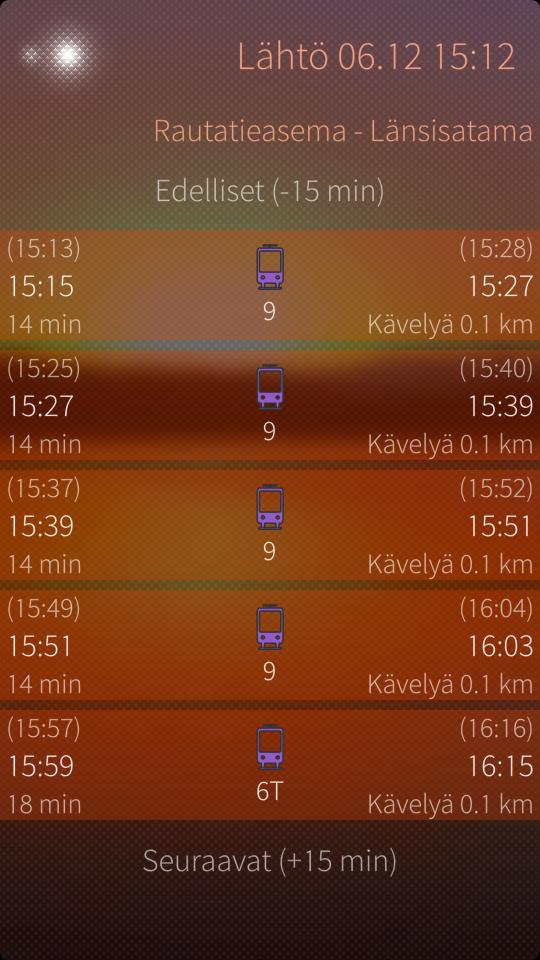 Lähtö 06.12 15:12
Rautatieasema - Länsisatama
Edelliset (-15 min)
(15:13) (15:28)
15:15 15:27
9
14 min Kävelyä 0.1 km
(15:25) (15:40)
15:27 15:39
9
14 min Kävelyä 0.1 km
(15:37) (15:52)
15:39 15:51
9
14 min Kävelyä 0.1 km
(15:49) (16:04)
15:51 16:03
9
14 min Kävelyä 0.1 km
(15:57) (16:16)
15:59 16:15
6T
18 min Kävelyä 0.1 km
Seuraavat (+15 min)